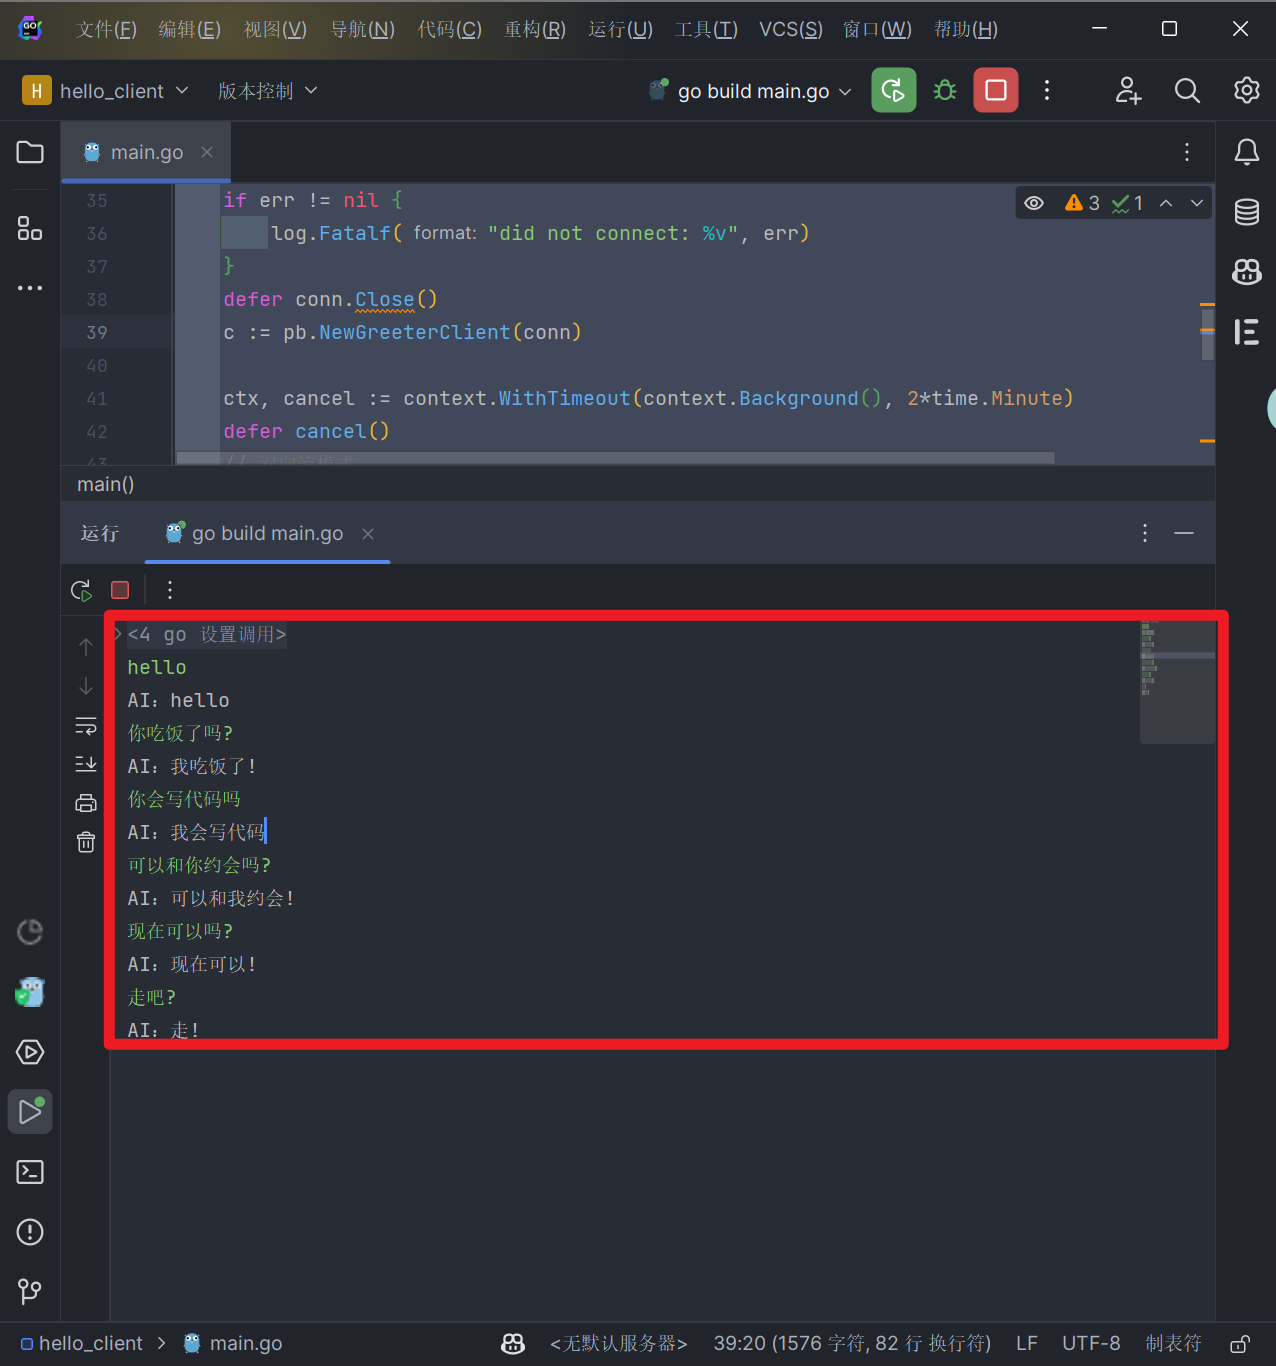 文件(F) 编辑(E) 视图(V) 导航(N) 代码(C) 重构(R) 运行(U) 工具(T) VCS(S) 窗口(W) 帮助(H)
H hello_client 版本控制 go build main.go
main.go
35 if err != nil {
3 1
36 log.Fatalf( format: "did not connect: %v", err)
37 }
38 defer conn.Close()
39 c := pb.NewGreeterClient(conn)
40
41 ctx, cancel := context.WithTimeout(context.Background(), 2*time.Minute)
42 defer cancel()
43 // 双向流模式
main()
运行 go build main.go
<4 go 设置调用>
hello
AI: hello
你吃饭了吗?
AI: 我吃饭了!
你会写代码吗
AI: 我会写代码
可以和你约会吗?
AI: 可以和我约会!
现在可以吗?
AI: 现在可以!
走吧?
AI: 走!
hello_client > main.go <无默认服务器> 39:20 (1576 字符, 82 行 换行符) LF UTF-8 制表符